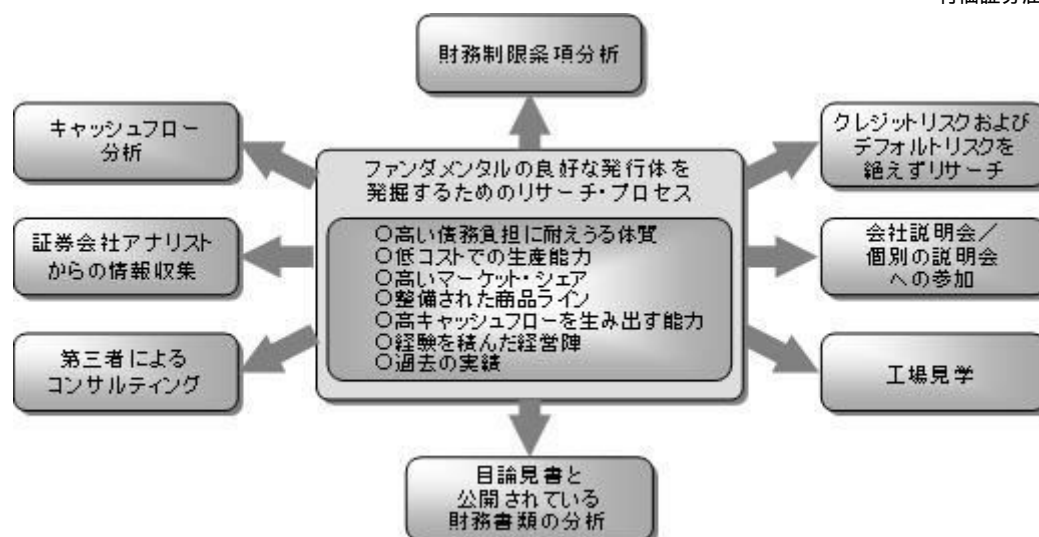 財務制限条項分析
キャッシュフロー
分析
クレジットリスクおよび
デフォルトリスクを
絶えずリサーチ
ファンダメンタルの良好な発行体を
発掘するためのリサーチ・プロセス
○高い債務負担に耐えうる体質
○低コストでの生産能力
○高いマーケット・シェア
○整備された商品ライン
○高キャッシュフローを生み出す能力
○経験を積んだ経営陣
○過去の実績
証券会社アナリスト
からの情報収集
会社説明会/
個別の説明会
への参加
第三者による
コンサルティング
工場見学
目論見書と
公開されている
財務書類の分析